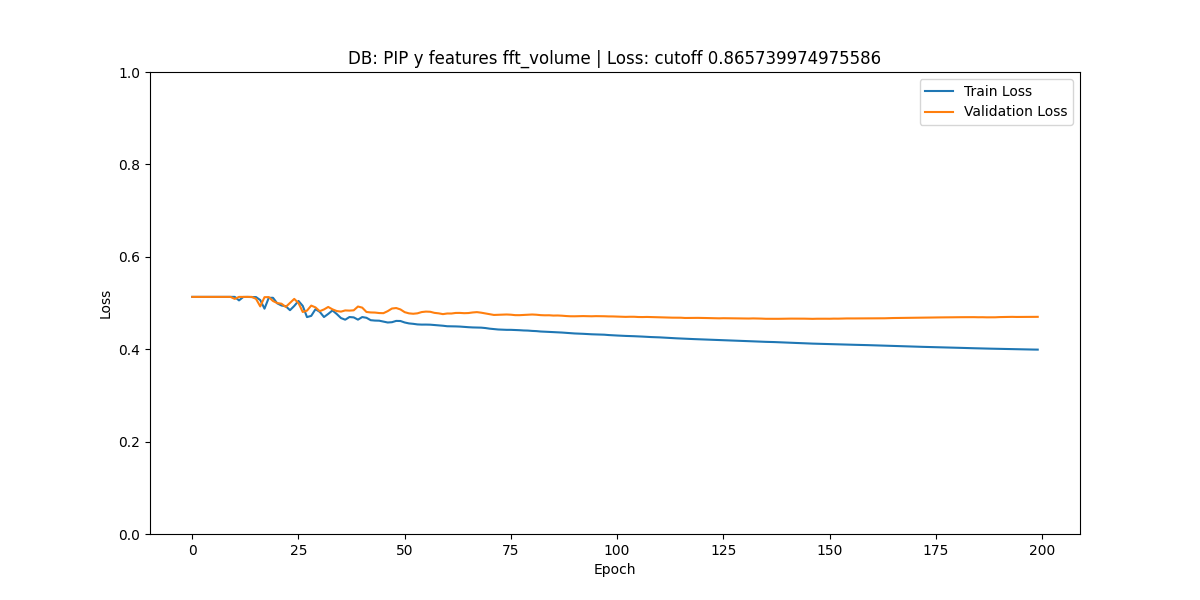 DB: PIP y features fft_volume | Loss: cutoff 0.865739974975586
Train Loss
Validation Loss
1.0
0.8
0.6
0.4
0.2
0.0
Loss
0 25 50 75 100 125 150 175 200
Epoch